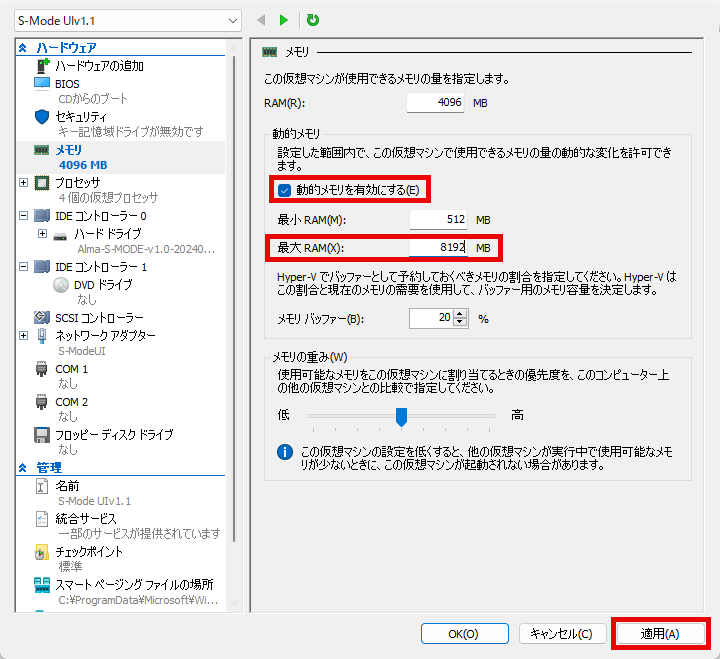 S-Mode UIv1.1
ハードウェア
ハードウェアの追加
BIOS
CDからのブート
セキュリティ
キー記憶域ドライブが無効です
メモリ
4096 MB
プロセッサ
4 個の仮想プロセッサ
IDE コントローラー 0
ハード ドライブ
Alma-S-MODE-v1.0-20240...
IDE コントローラー 1
DVD ドライブ
なし
SCSI コントローラー
ネットワーク アダプター
S-ModeUI
COM 1
なし
COM 2
なし
フロッピー ディスク ドライブ
なし
管理
名前
S-Mode UIv1.1
統合サービス
一部のサービスが提供されています
チェックポイント
標準
スマート ページング ファイルの場所
C:¥ProgramData¥Microsoft¥Wi...
メモリ
この仮想マシンが使用できるメモリの量を指定します。
RAM(R): 4096 MB
動的メモリ
設定した範囲内で、この仮想マシンで使用できるメモリの量の動的な変化を許可でき
ます。
動的メモリを有効にする(E)
最小 RAM(M): 512 MB
最大 RAM(X): 8192 MB
Hyper-V でバッファーとして予約しておくべきメモリの割合を指定してください。Hyper-V は
この割合と現在のメモリの需要を使用して、バッファー用のメモリ容量を決定します。
メモリ バッファー(B): 20 %
メモリの重み(W)
使用可能なメモリをこの仮想マシンに割り当てるときの優先度を、このコンピューター上
の他の仮想マシンとの比較で指定してください。
低 高
この仮想マシンの設定を低くすると、他の仮想マシンが実行中で使用可能なメモ
リが少ないときに、この仮想マシンが起動されない場合があります。
OK(O) キャンセル(C) 適用(A)